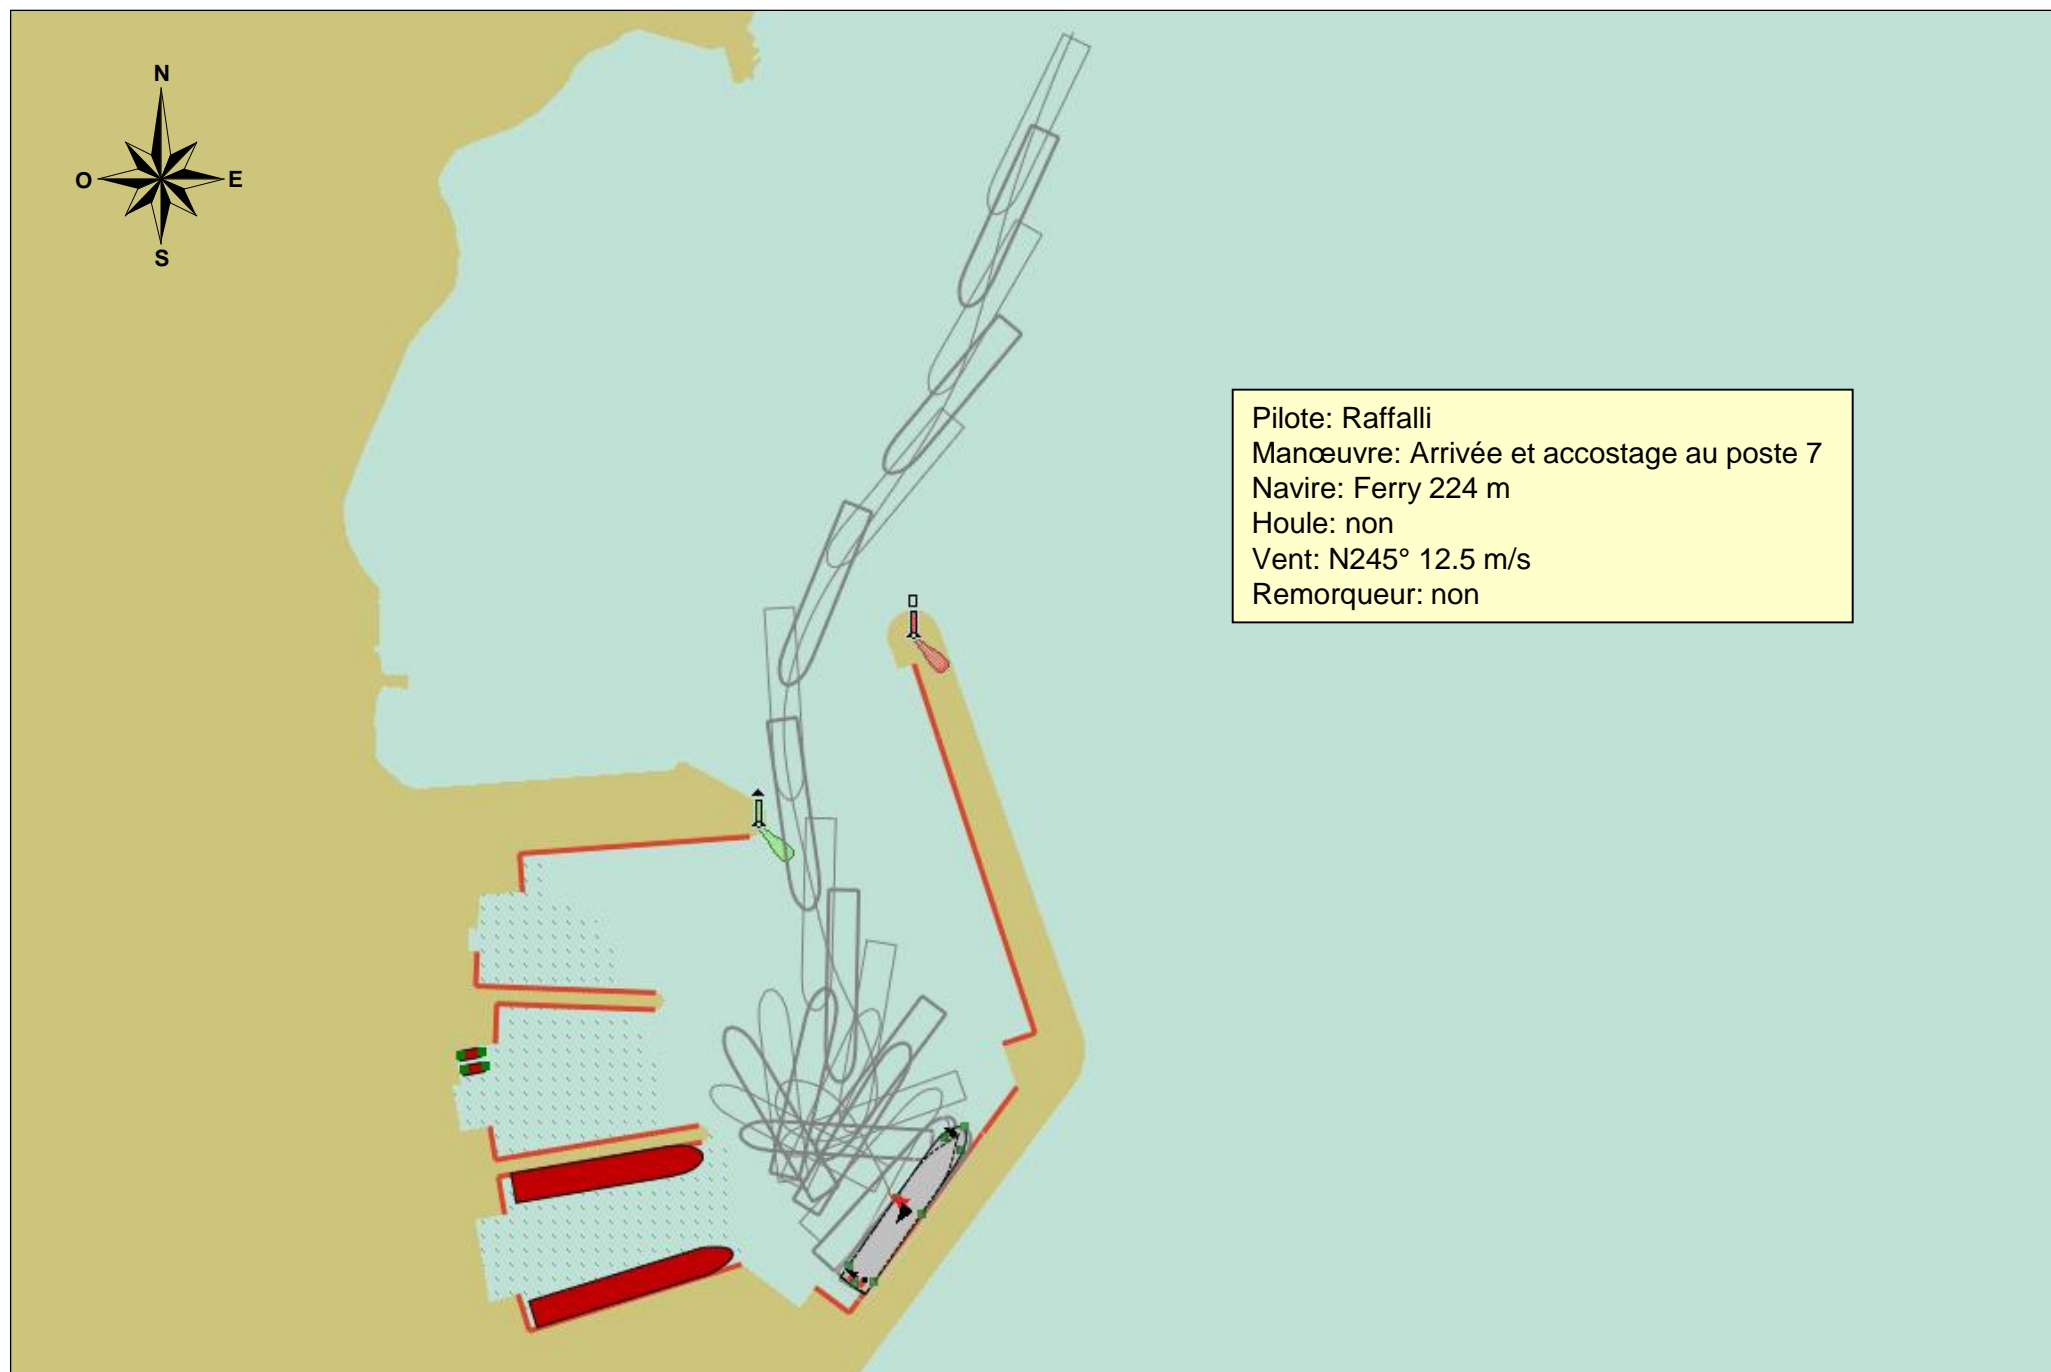 N
O
E
S
Pilote: Raffalli
Manœuvre: Arrivée et accostage au poste 7
Navire: Ferry 224 m
Houle: non
Vent: N245° 12.5 m/s
Remorqueur: non